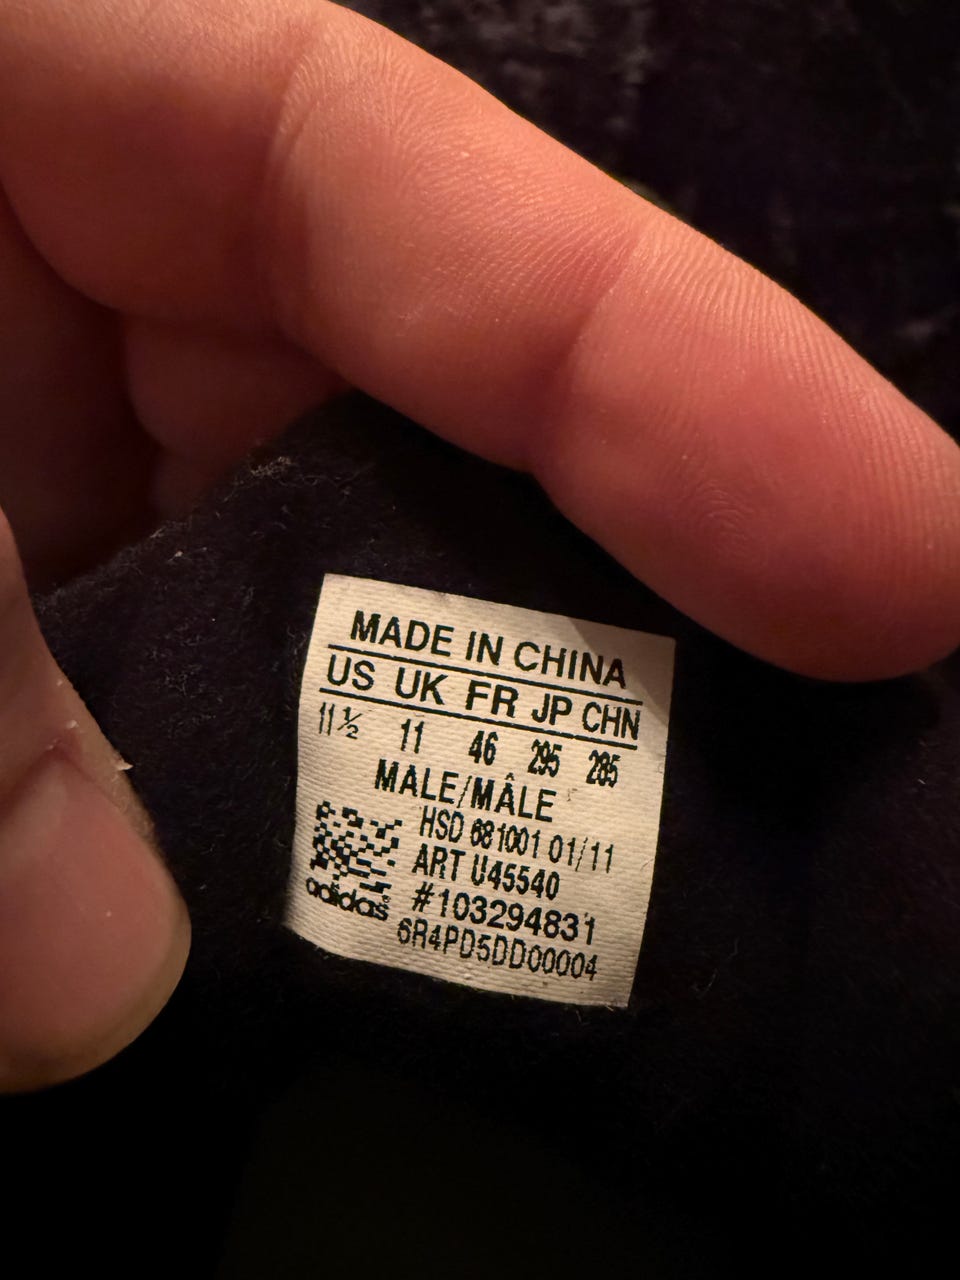 MADE IN CHINA
US UK FR JP CHN
11½ 11 46 295 285
MALE/MÂLE
HSD 681001 01/11
ART U45540
#103294831
adidas
6R4PD5DD00004